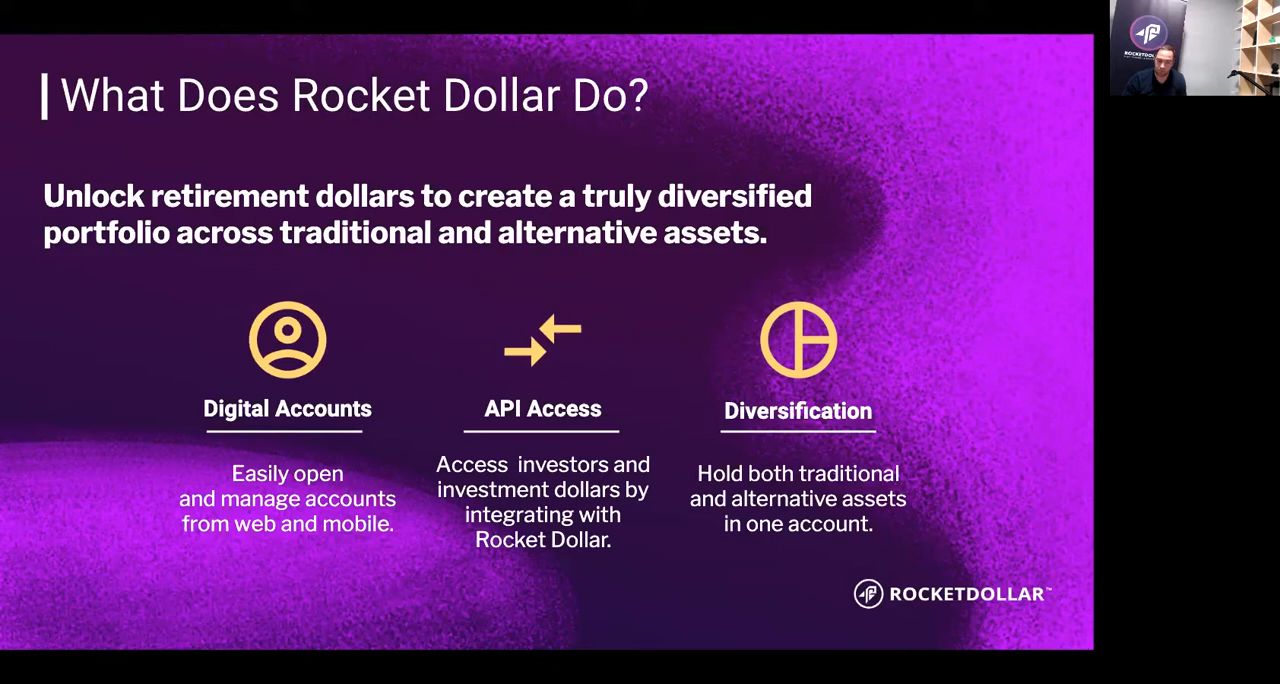 What Does Rocket Dollar Do?
Unlock retirement dollars to create a truly diversified
portfolio across traditional and alternative assets.
Digital Accounts
Easily open
and manage accounts
from web and mobile.
API Access
Access investors and
investment dollars by
integrating with
Rocket Dollar.
Diversification
Hold both traditional
and alternative assets
in one account.
ROCKETDOLLAR™